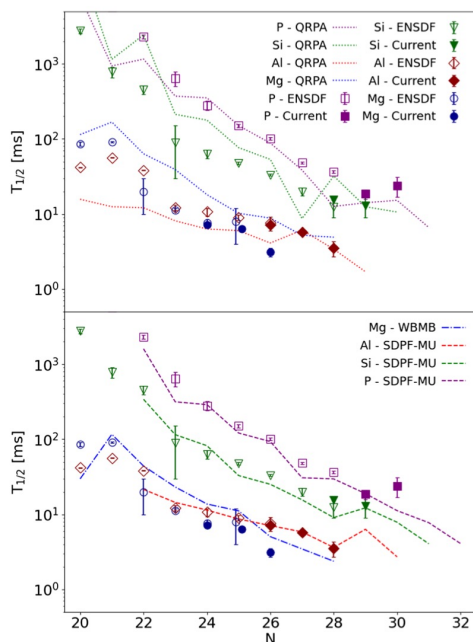 P - QRPA
Si - QRPA
Al - QRPA
Mg - QRPA
P - ENSDF
P - Current
Si - ENSDF
Si - Current
Al - ENSDF
Al - Current
Mg - ENSDF
Mg - Current
T1/2 [ms]
10³
10²
10¹
10⁰
Mg - WBMB
Al - SDPF-MU
Si - SDPF-MU
P - SDPF-MU
T1/2 [ms]
10³
10²
10¹
10⁰
20 22 24 26 28 30 32
N